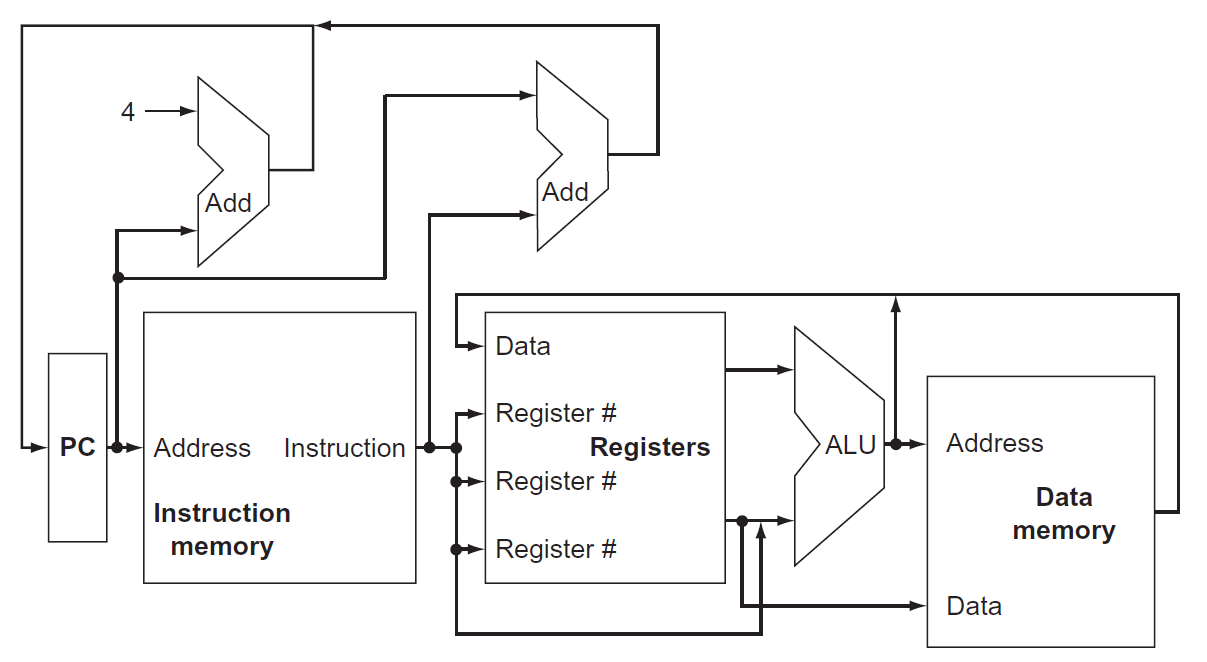 4
Add
Add
Data
Register #
PC
Address
Instruction
Registers
ALU
Address
Register #
Data
memory
Instruction
memory
Register #
Data